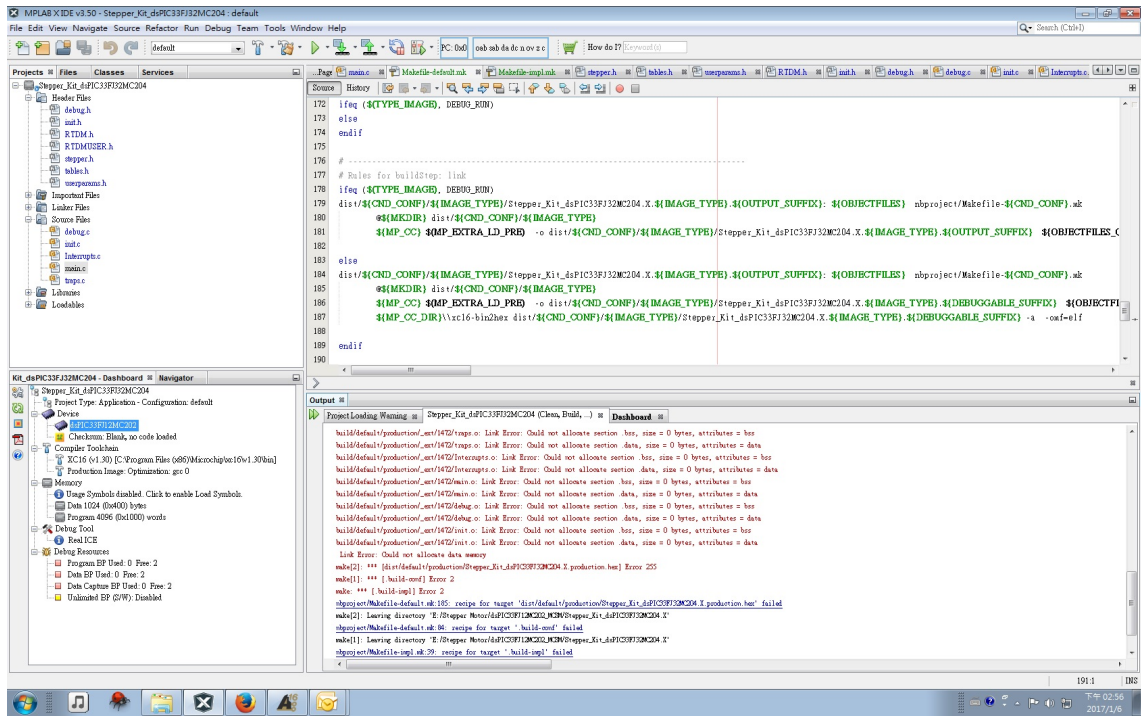 MPLAB X IDE v3.50 - Stepper_Kit_dsPIC33FJ32MC204 : default
File Edit View Navigate Source Refactor Run Debug Team Tools Window Help
Search (Ctrl+I)
default
PC: 0x0
oab sab da dc n ov z c
How do I?
Keyword(s)
Projects Files Classes Services
...Page main.c Makefile-default.mk Makefile-impl.mk stepper.h tables.h userparams.h RTDM.h init.h debug.h debug.c init.c Interrupts.c
Source History
Stepper_Kit_dsPIC33FJ32MC204
Header Files
debug.h
init.h
RTDM.h
RTDMUSER.h
stepper.h
tables.h
userparams.h
Important Files
Linker Files
Source Files
debug.c
init.c
Interrupts.c
main.c
traps.c
Libraries
Loadables
172 ifeq ($(TYPE_IMAGE), DEBUG_RUN)
173 else
174 endif
175
176 # ------------------------------------------------------------------------------------
177 # Rules for buildStep: link
178 ifeq ($(TYPE_IMAGE), DEBUG_RUN)
179 dist/${CND_CONF}/${IMAGE_TYPE}/Stepper_Kit_dsPIC33FJ32MC204.X.${IMAGE_TYPE}.${OUTPUT_SUFFIX}: ${OBJECTFILES} nbproject/Makefile-${CND_CONF}.mk
180 @${MKDIR} dist/${CND_CONF}/${IMAGE_TYPE}
181 ${MP_CC} $(MP_EXTRA_LD_PRE) -o dist/${CND_CONF}/${IMAGE_TYPE}/Stepper_Kit_dsPIC33FJ32MC204.X.${IMAGE_TYPE}.${OUTPUT_SUFFIX} ${OBJECTFILES_
182
183 else
184 dist/${CND_CONF}/${IMAGE_TYPE}/Stepper_Kit_dsPIC33FJ32MC204.X.${IMAGE_TYPE}.${OUTPUT_SUFFIX}: ${OBJECTFILES} nbproject/Makefile-${CND_CONF}.mk
185 @${MKDIR} dist/${CND_CONF}/${IMAGE_TYPE}
186 ${MP_CC} $(MP_EXTRA_LD_PRE) -o dist/${CND_CONF}/${IMAGE_TYPE}/Stepper_Kit_dsPIC33FJ32MC204.X.${IMAGE_TYPE}.${DEBUGGABLE_SUFFIX} ${OBJECTFI
187 ${MP_CC_DIR}\\xc16-bin2hex dist/${CND_CONF}/${IMAGE_TYPE}/Stepper_Kit_dsPIC33FJ32MC204.X.${IMAGE_TYPE}.${DEBUGGABLE_SUFFIX} -a -omf=elf
188
189 endif
190
Kit_dsPIC33FJ32MC204 - Dashboard Navigator
Stepper_Kit_dsPIC33FJ32MC204
Project Type: Application - Configuration: default
Device
dsPIC33FJ12MC202
Checksum: Blank, no code loaded
Compiler Toolchain
XC16 (v1.30) [C:\Program Files (x86)\Microchip\xc16\v1.30\bin]
Production Image: Optimization: gcc 0
Memory
Usage Symbols disabled. Click to enable Load Symbols.
Data 1024 (0x400) bytes
Program 4096 (0x1000) words
Debug Tool
Real ICE
Debug Resources
Program BP Used: 0 Free: 2
Data BP Used: 0 Free: 2
Data Capture BP Used: 0 Free: 2
Unlimited BP (S/W): Disabled
Output
Project Loading Warning Stepper_Kit_dsPIC33FJ32MC204 (Clean, Build, ...) Dashboard
build/default/production/_ext/1472/traps.o: Link Error: Could not allocate section .bss, size = 0 bytes, attributes = bss
build/default/production/_ext/1472/traps.o: Link Error: Could not allocate section .data, size = 0 bytes, attributes = data
build/default/production/_ext/1472/Interrupts.o: Link Error: Could not allocate section .bss, size = 0 bytes, attributes = bss
build/default/production/_ext/1472/Interrupts.o: Link Error: Could not allocate section .data, size = 0 bytes, attributes = data
build/default/production/_ext/1472/main.o: Link Error: Could not allocate section .bss, size = 0 bytes, attributes = bss
build/default/production/_ext/1472/main.o: Link Error: Could not allocate section .data, size = 0 bytes, attributes = data
build/default/production/_ext/1472/debug.o: Link Error: Could not allocate section .bss, size = 0 bytes, attributes = bss
build/default/production/_ext/1472/debug.o: Link Error: Could not allocate section .data, size = 0 bytes, attributes = data
build/default/production/_ext/1472/init.o: Link Error: Could not allocate section .bss, size = 0 bytes, attributes = bss
build/default/production/_ext/1472/init.o: Link Error: Could not allocate section .data, size = 0 bytes, attributes = data
Link Error: Could not allocate data memory
make[2]: *** [dist/default/production/Stepper_Kit_dsPIC33FJ32MC204.X.production.hex] Error 255
make[1]: *** [.build-conf] Error 2
make: *** [.build-impl] Error 2
nbproject/Makefile-default.mk:185: recipe for target 'dist/default/production/Stepper_Kit_dsPIC33FJ32MC204.X.production.hex' failed
make[2]: Leaving directory 'E:/Stepper Motor/dsPIC33FJ12MC202_MCSM/Stepper_Kit_dsPIC33FJ32MC204.X'
nbproject/Makefile-default.mk:84: recipe for target '.build-conf' failed
make[1]: Leaving directory 'E:/Stepper Motor/dsPIC33FJ12MC202_MCSM/Stepper_Kit_dsPIC33FJ32MC204.X'
nbproject/Makefile-impl.mk:39: recipe for target '.build-impl' failed
191:1 INS
下午 02:56
2017/1/6